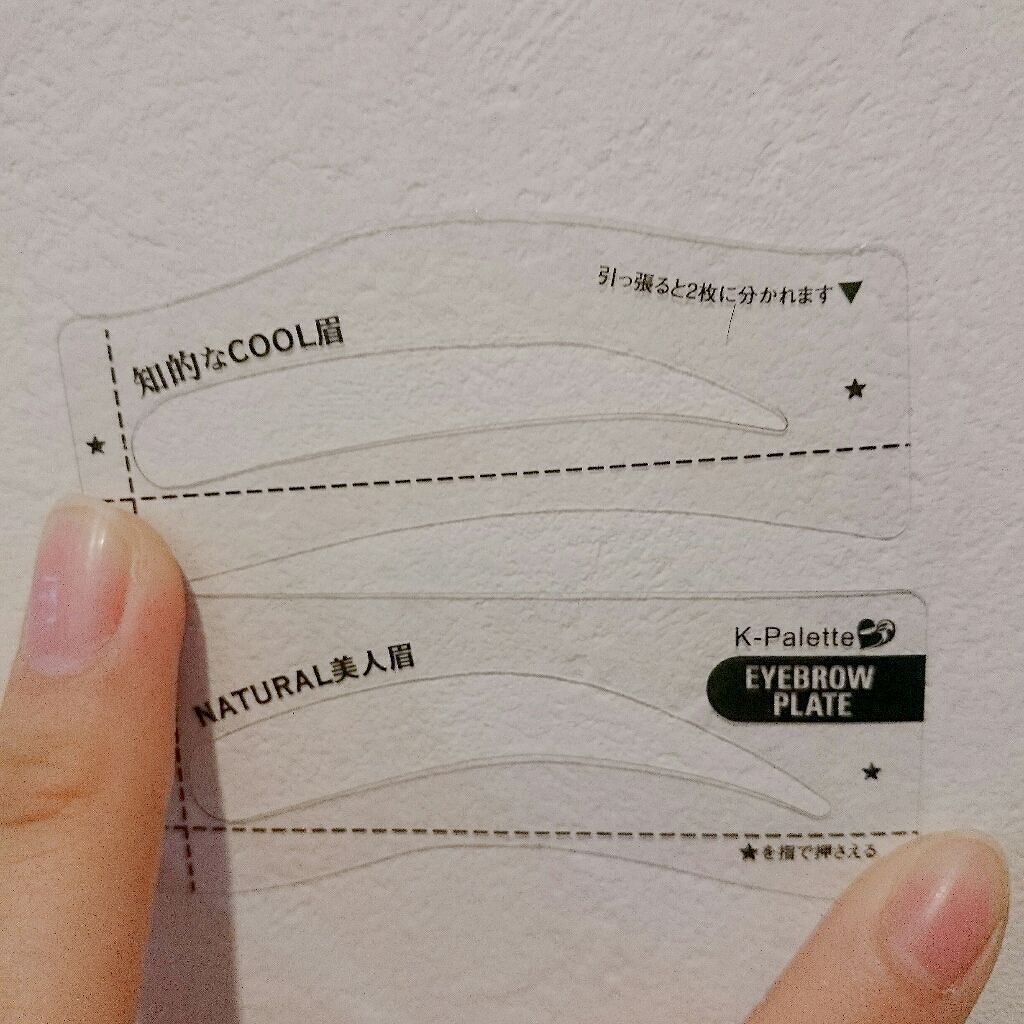 引っ張ると2枚に分かれます▼
知的なCOOL眉
★
★
K-Palette
NATURAL美人眉
EYEBROW
PLATE
★
★を指で押さえる